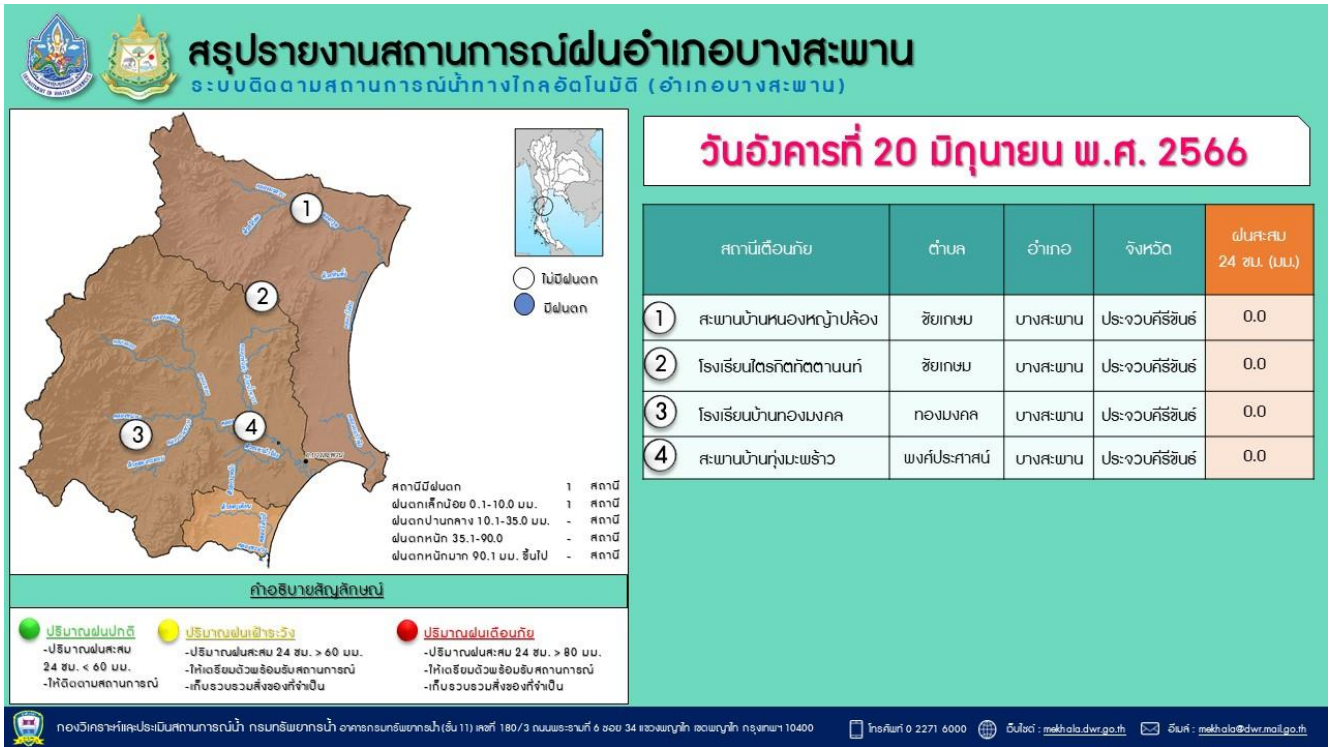 สรุปรายงานสถานการณ์ฝนอำเภอบางสะพาน
ระบบติดตามสถานการณ์น้ำทางไกลอัตโนมัติ (อำเภอบางสะพาน)
วันอังคารที่ 20 มิถุนายน พ.ศ. 2566
1
2
3
4
ไม่มีฝนตก
มีฝนตก
สถานีมีฝนตก 1 สถานี
ฝนตกเล็กน้อย 0.1-10.0 มม. 1 สถานี
ฝนตกปานกลาง 10.1-35.0 มม. - สถานี
ฝนตกหนัก 35.1-90.0 - สถานี
ฝนตกหนักมาก 90.1 มม. ขึ้นไป - สถานี
สถานีเตือนภัย ตำบล อำเภอ จังหวัด ฝนสะสม
24 ชม. (มม.)
1 สะพานบ้านหนองหญ้าปล้อง ชัยเกษม บางสะพาน ประจวบคีรีขันธ์ 0.0
2 โรงเรียนไตรกิตทัตตานนท์ ชัยเกษม บางสะพาน ประจวบคีรีขันธ์ 0.0
3 โรงเรียนบ้านทองมงคล ทองมงคล บางสะพาน ประจวบคีรีขันธ์ 0.0
4 สะพานบ้านทุ่งมะพร้าว พงศ์ประศาสน์ บางสะพาน ประจวบคีรีขันธ์ 0.0
คำอธิบายสัญลักษณ์
ปริมาณฝนปกติ
-ปริมาณฝนสะสม
24 ชม. < 60 มม.
-ให้ติดตามสถานการณ์
ปริมาณฝนเฝ้าระวัง
-ปริมาณฝนสะสม 24 ชม. > 60 มม.
-ให้เตรียมตัวพร้อมรับสถานการณ์
-เก็บรวบรวมสิ่งของที่จำเป็น
ปริมาณฝนเตือนภัย
-ปริมาณฝนสะสม 24 ชม. > 80 มม.
-ให้เตรียมตัวพร้อมรับสถานการณ์
-เก็บรวบรวมสิ่งของที่จำเป็น
กองวิเคราะห์และประเมินสถานการณ์น้ำ กรมทรัพยากรน้ำ อาคารกรมทรัพยากรน้ำ (ชั้น 11) เลขที่ 180/3 ถนนพระรามที่ 6 ซอย 34 แขวงพญาไท เขตพญาไท กรุงเทพฯ 10400 โทรศัพท์ 0 2271 6000 เว็บไซต์ : mekhala.dwr.go.th อีเมล์ : mekhala@dwr.mail.go.th